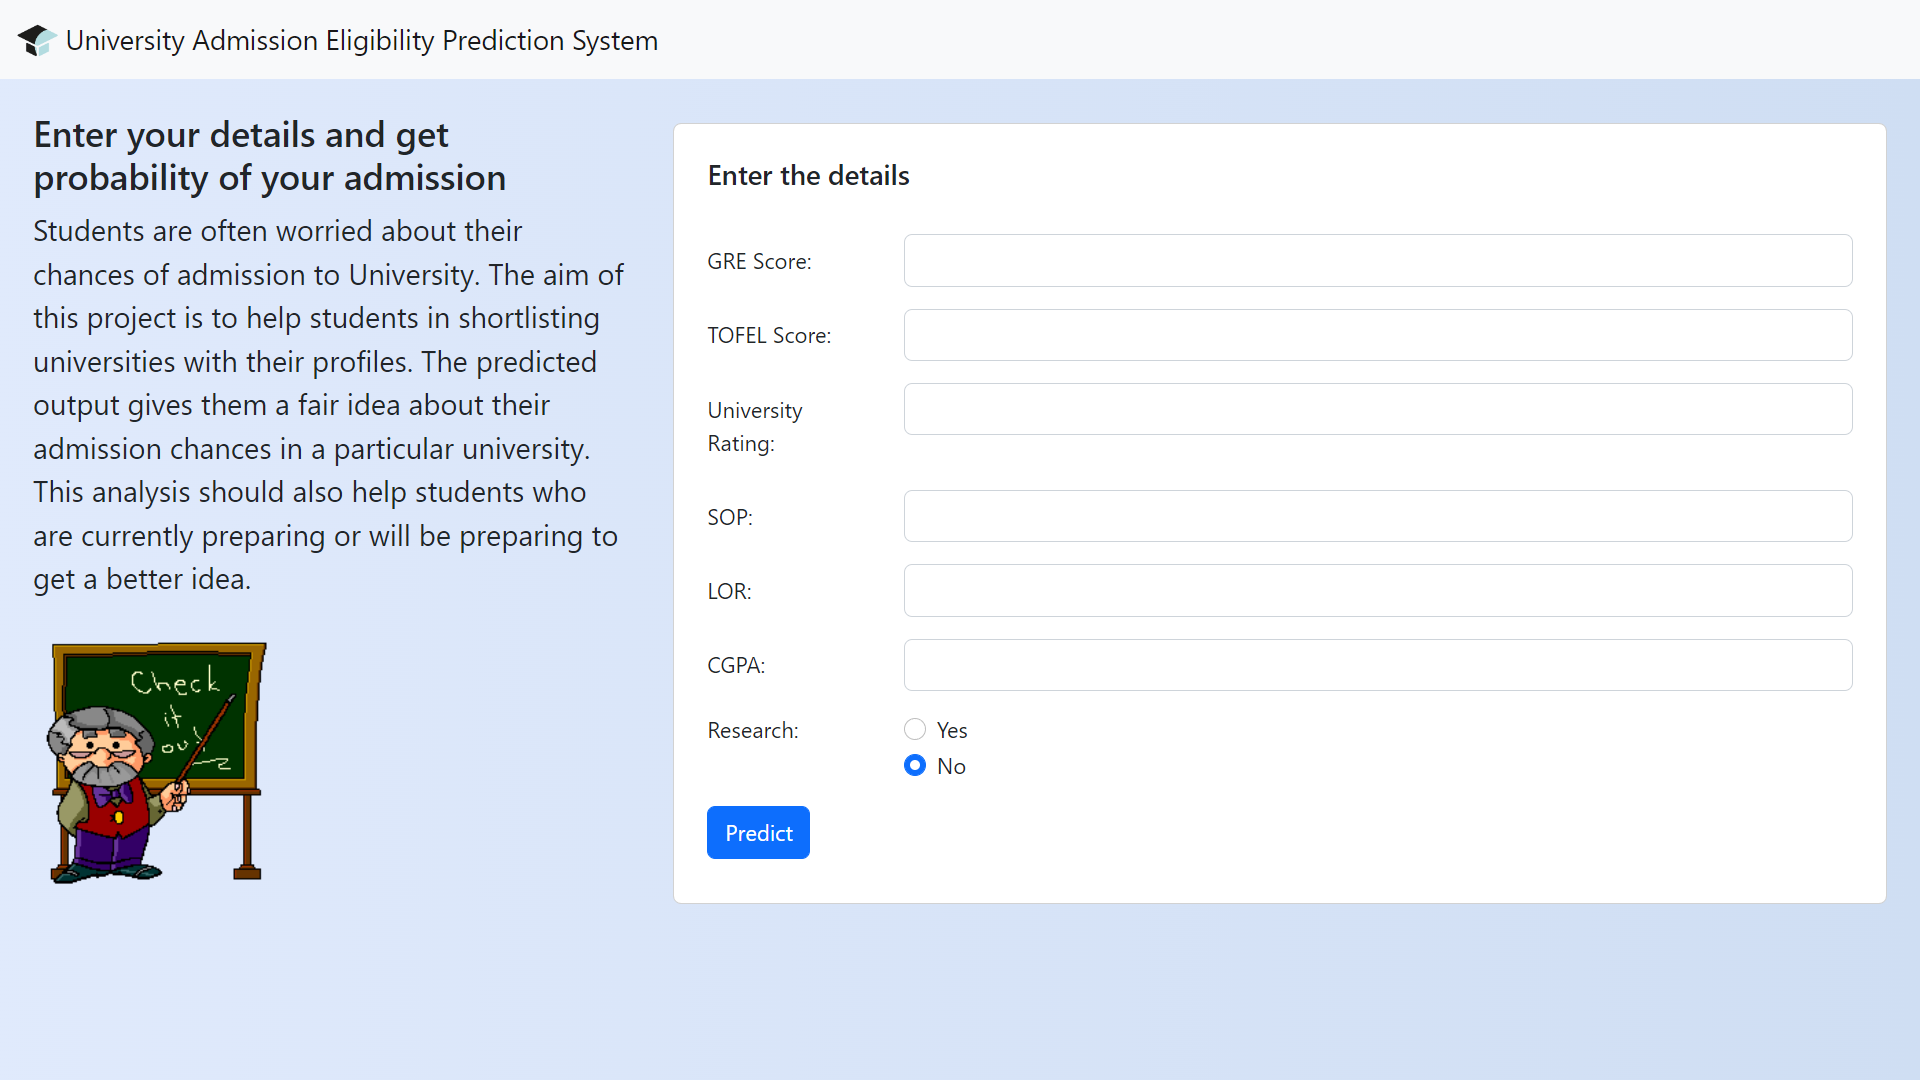 University Admission Eligibility Prediction System
Enter your details and get
probability of your admission
Students are often worried about their
chances of admission to University. The aim of
this project is to help students in shortlisting
universities with their profiles. The predicted
output gives them a fair idea about their
admission chances in a particular university.
This analysis should also help students who
are currently preparing or will be preparing to
get a better idea.
Check
it
out
Enter the details
GRE Score:
TOFEL Score:
University
Rating:
SOP:
LOR:
CGPA:
Research:
Yes
No
Predict